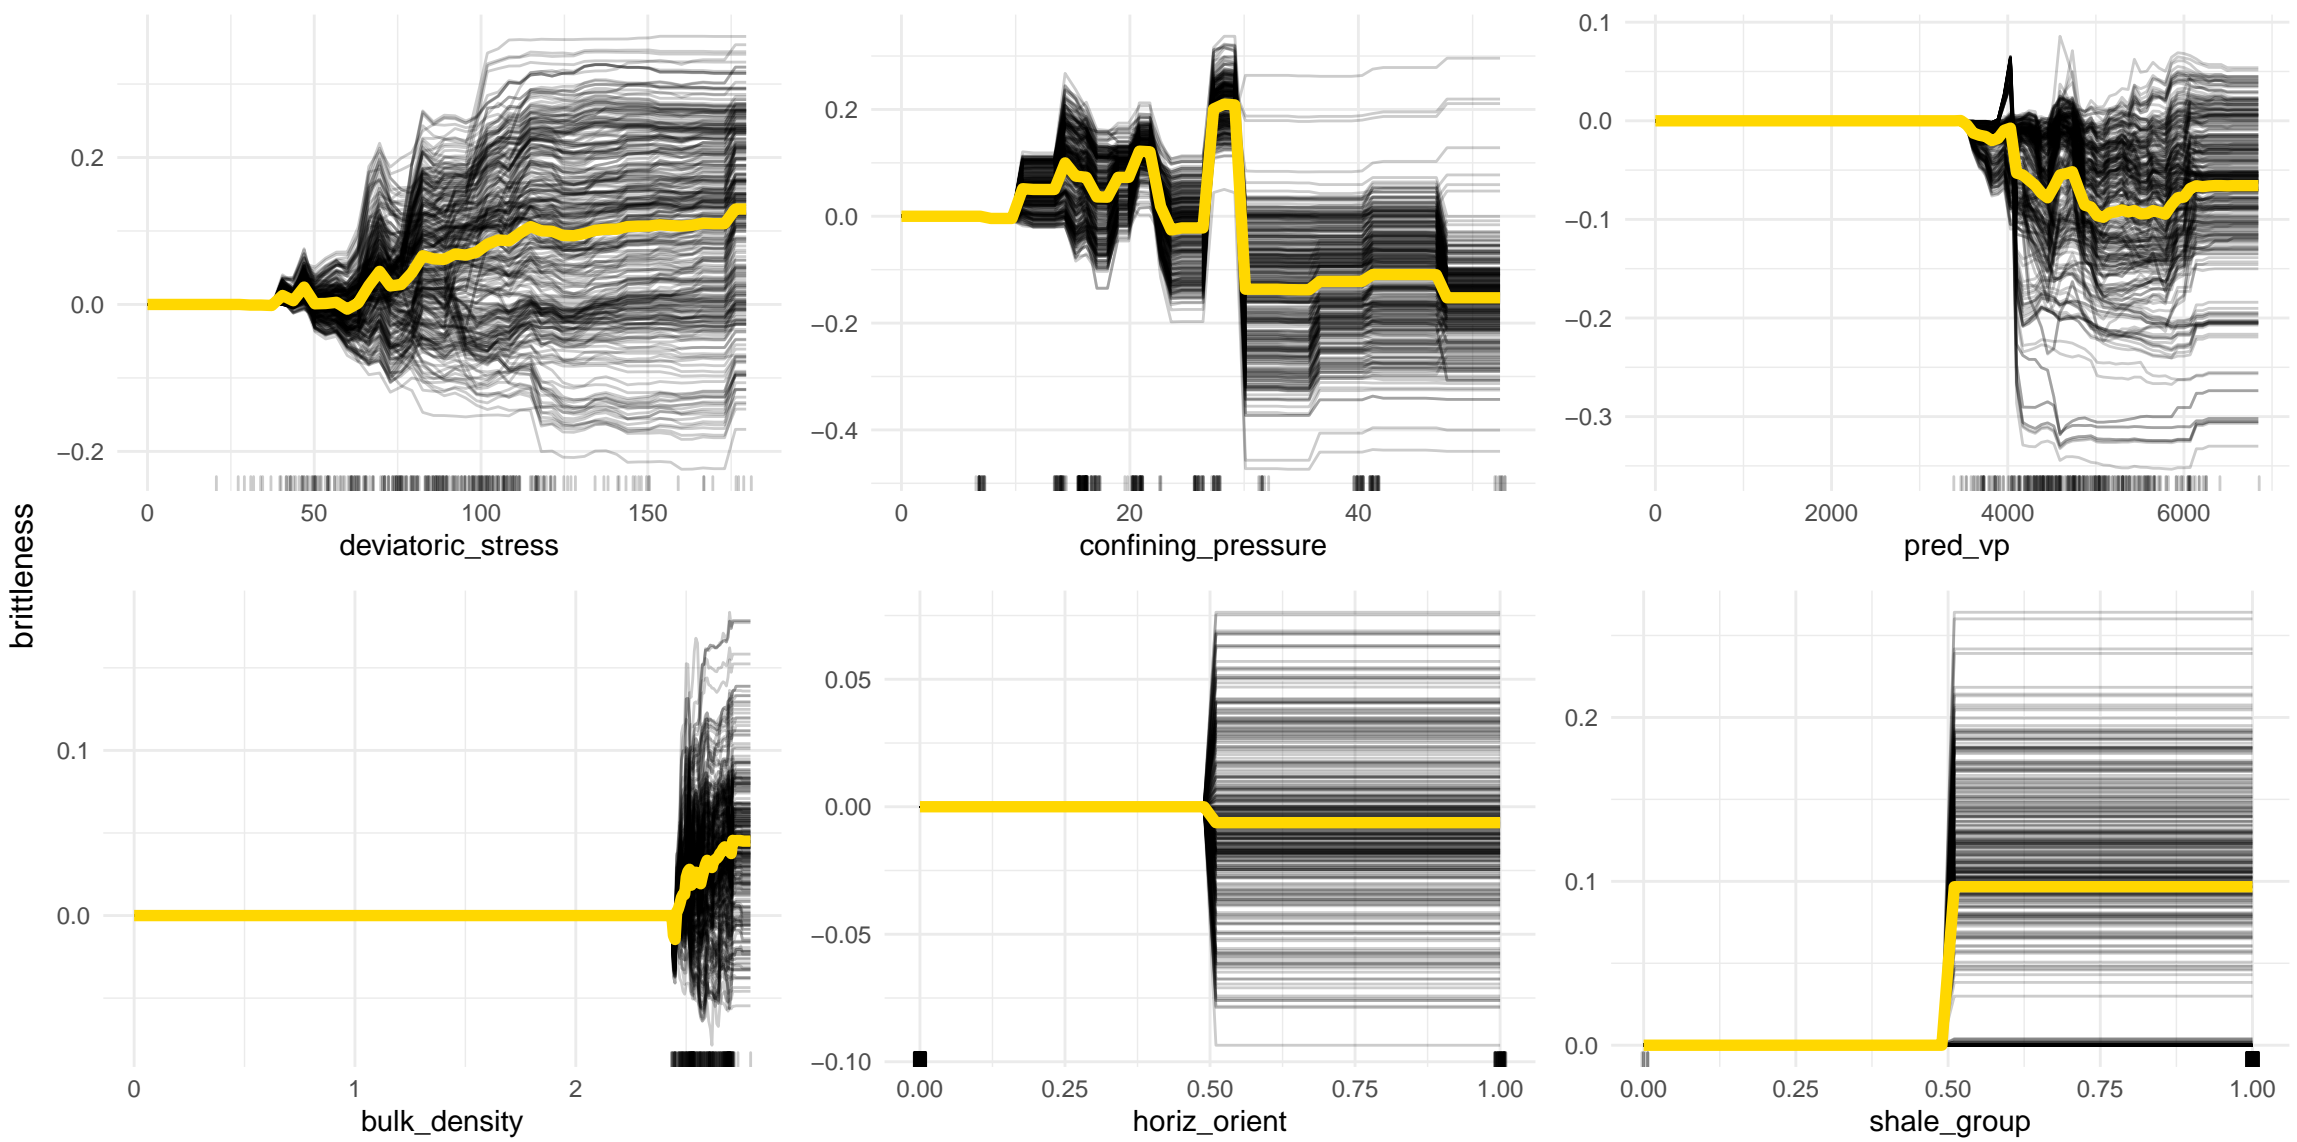 brittleness
0.2
0.0
−0.2
0 50 100 150
deviatoric_stress
0.2
0.0
−0.2
−0.4
0 20 40
confining_pressure
0.1
0.0
−0.1
−0.2
−0.3
0 2000 4000 6000
pred_vp
0.1
0.0
0 1 2
bulk_density
0.05
0.00
−0.05
−0.10
0.00 0.25 0.50 0.75 1.00
horiz_orient
0.2
0.1
0.0
0.00 0.25 0.50 0.75 1.00
shale_group